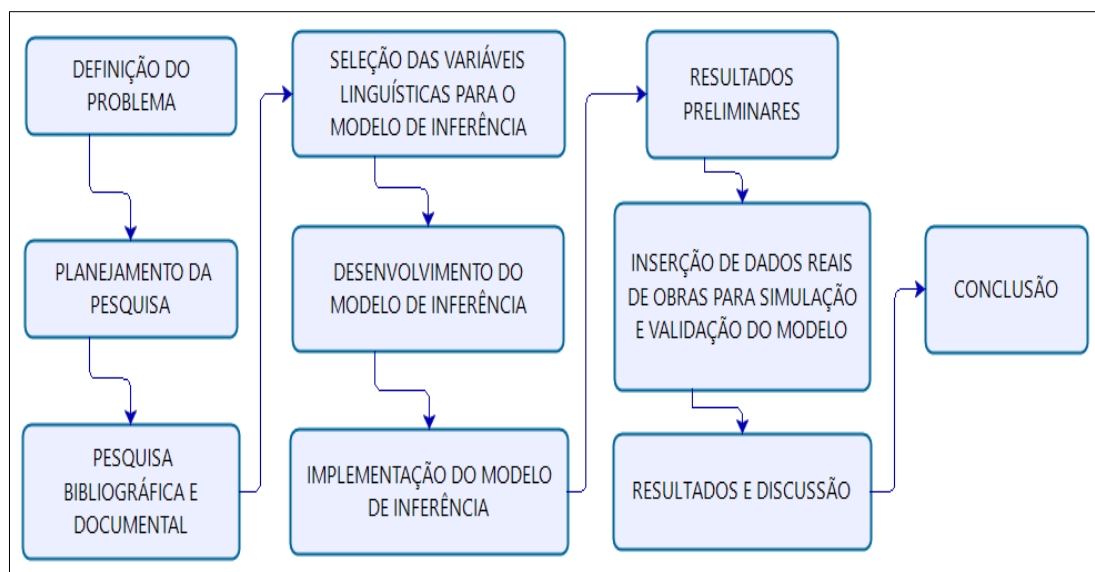 DEFINIÇÃO DO
PROBLEMA
PLANEJAMENTO DA
PESQUISA
PESQUISA
BIBLIOGRÁFICA E
DOCUMENTAL
SELEÇÃO DAS VARIÁVEIS
LINGUÍSTICAS PARA O
MODELO DE INFERÊNCIA
DESENVOLVIMENTO DO
MODELO DE INFERÊNCIA
IMPLEMENTAÇÃO DO MODELO
DE INFERÊNCIA
RESULTADOS
PRELIMINARES
INSERÇÃO DE DADOS REAIS
DE OBRAS PARA SIMULAÇÃO
E VALIDAÇÃO DO MODELO
RESULTADOS E DISCUSSÃO
CONCLUSÃO